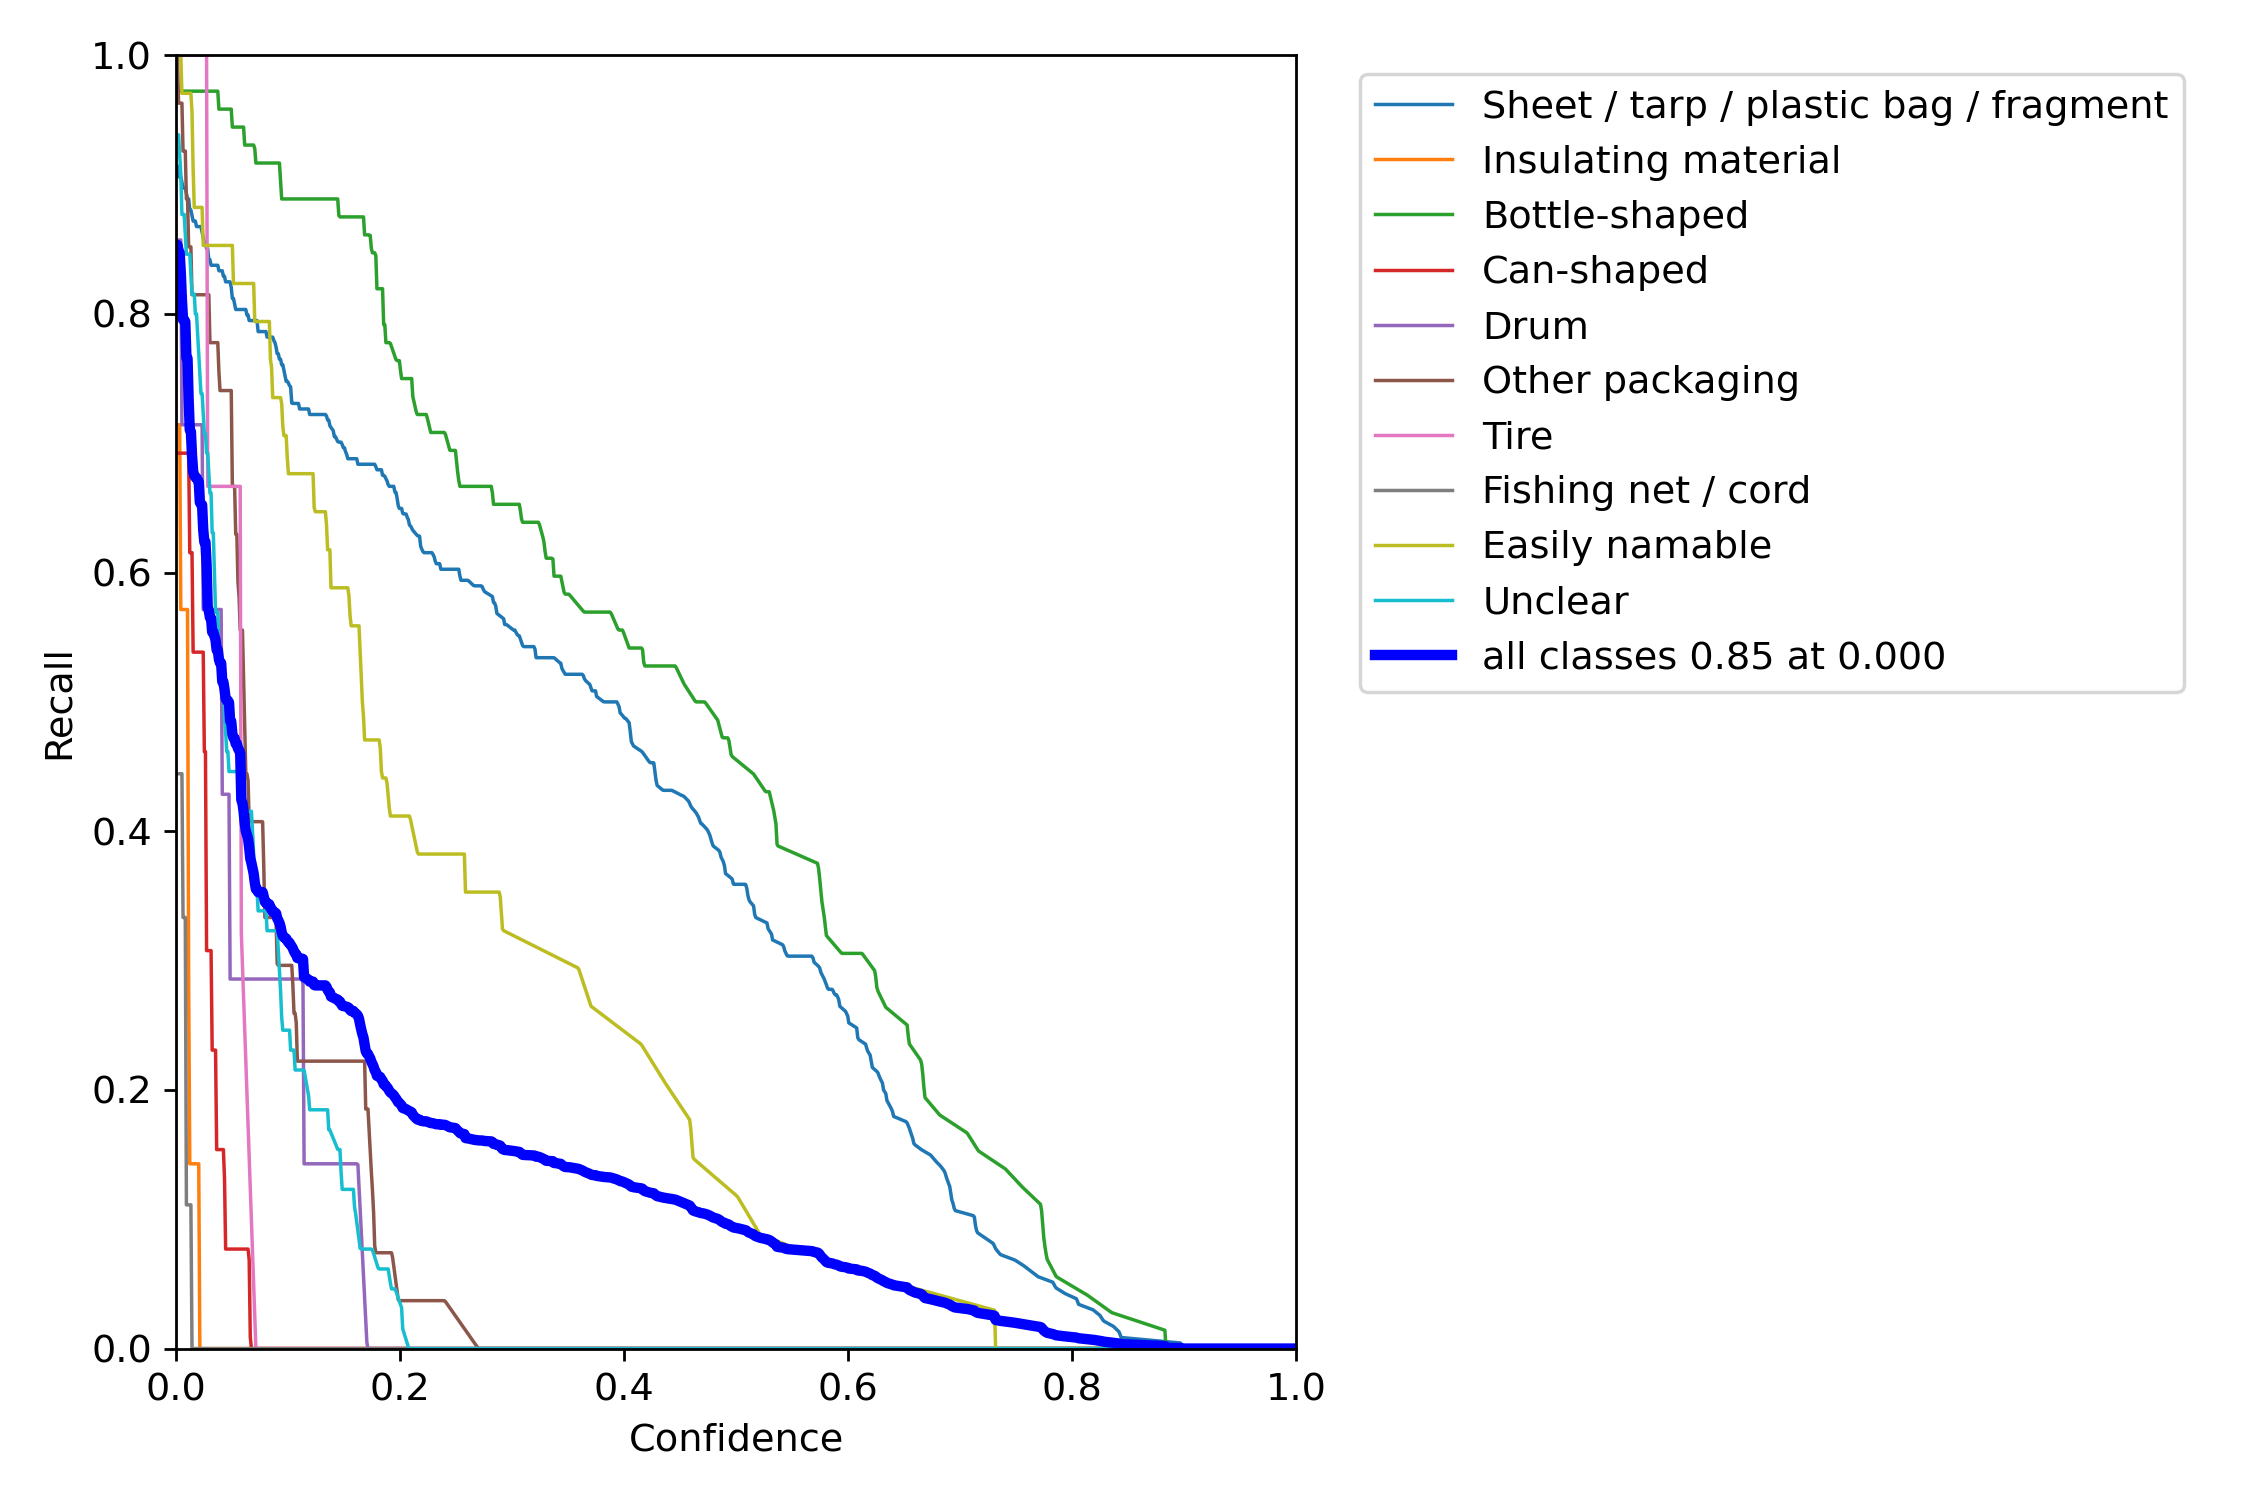 1.0
0.8
0.6
0.4
0.2
0.0
Recall
0.0 0.2 0.4 0.6 0.8 1.0
Confidence
Sheet / tarp / plastic bag / fragment
Insulating material
Bottle-shaped
Can-shaped
Drum
Other packaging
Tire
Fishing net / cord
Easily namable
Unclear
all classes 0.85 at 0.000